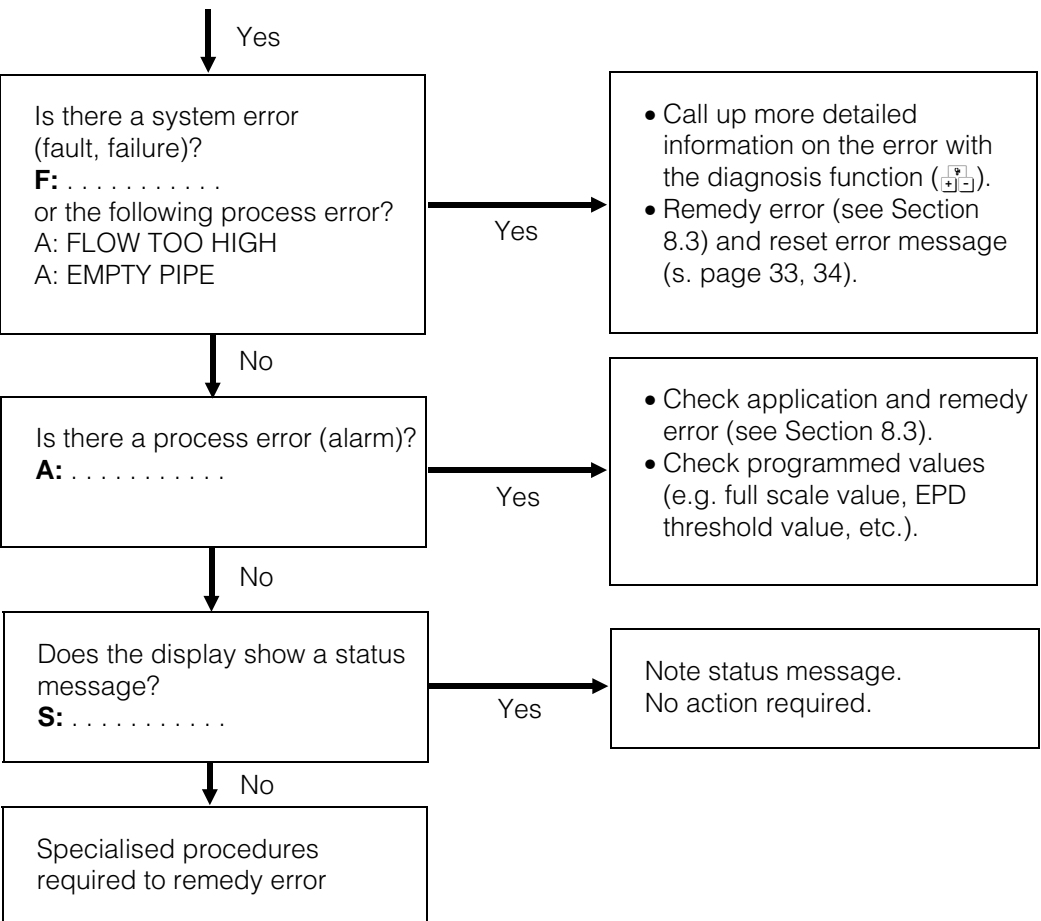 Yes
Is there a system error
(fault, failure)?
F: . . . . . . . . . . .
or the following process error?
A: FLOW TOO HIGH
A: EMPTY PIPE
Yes
• Call up more detailed
information on the error with
the diagnosis function (? + -).
• Remedy error (see Section
8.3) and reset error message
(s. page 33, 34).
No
Is there a process error (alarm)?
A: . . . . . . . . . . .
Yes
• Check application and remedy
error (see Section 8.3).
• Check programmed values
(e.g. full scale value, EPD
threshold value, etc.).
No
Does the display show a status
message?
S: . . . . . . . . . . .
Yes
Note status message.
No action required.
No
Specialised procedures
required to remedy error